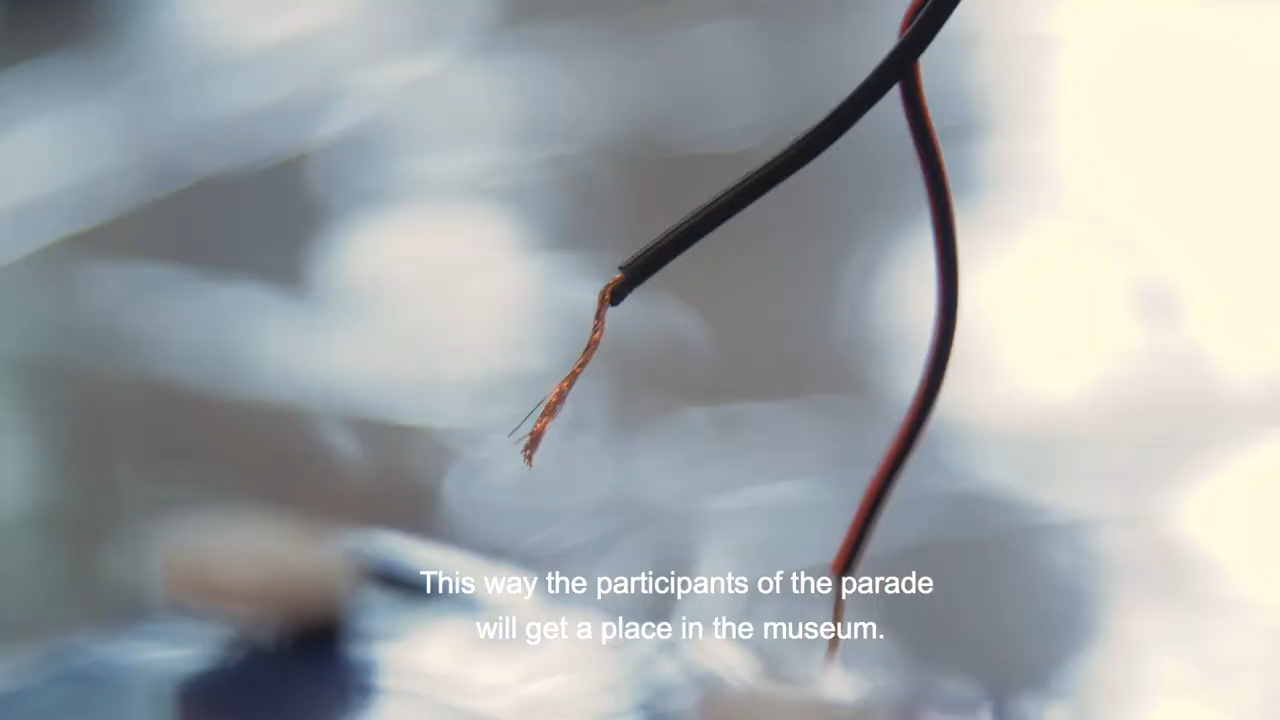 This way the participants of the parade
will get a place in the museum.